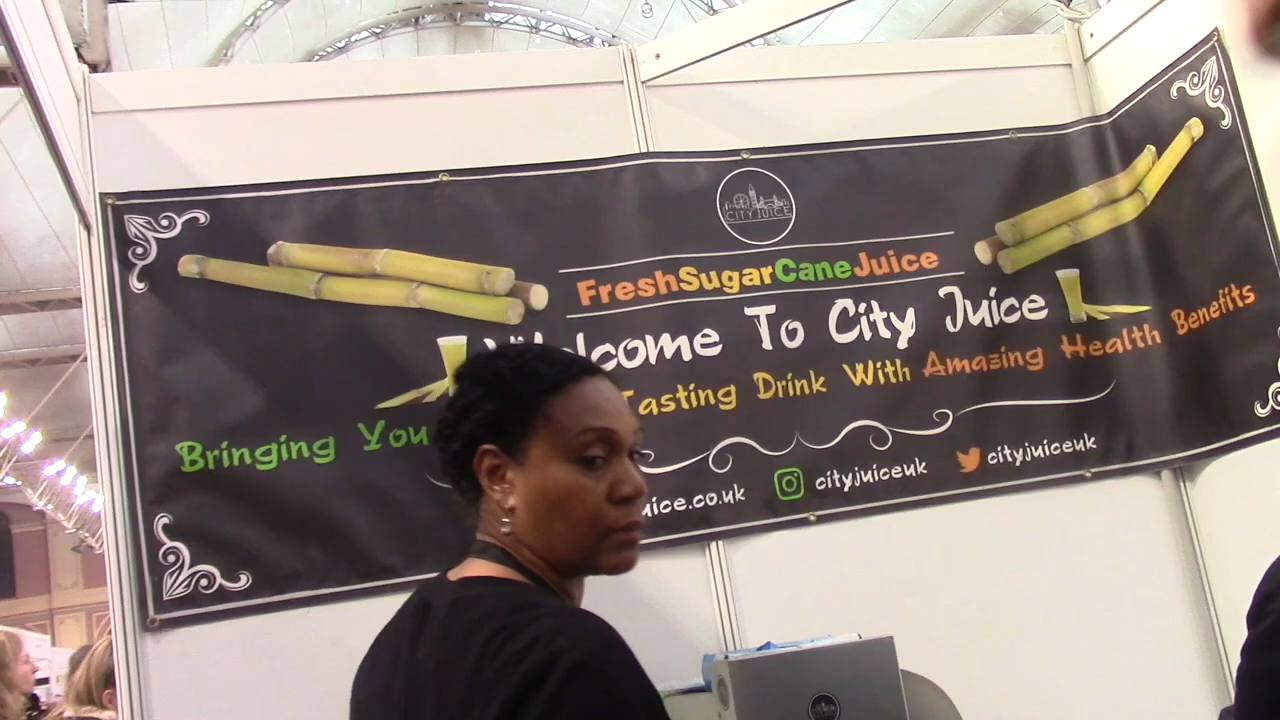 CITY JUICE
FreshSugarCaneJuice
Welcome To City Juice
Bringing You Tasting Drink With Amazing Health Benefits
uice.co.uk cityjuiceuk cityjuiceuk